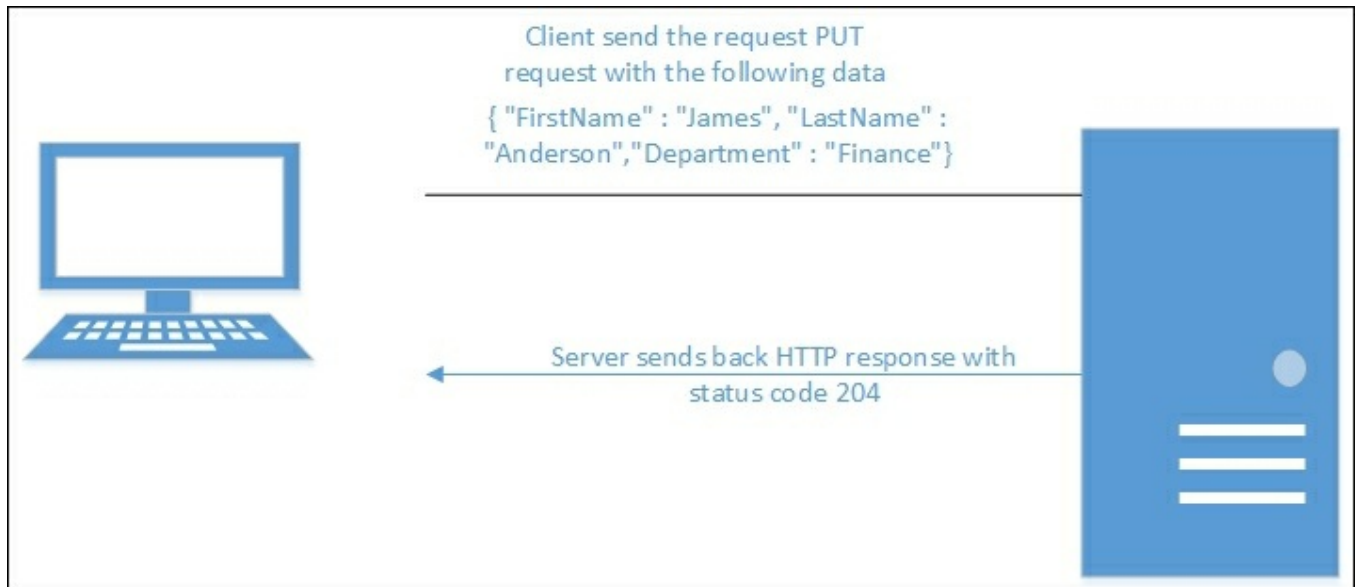 Client send the request PUT
request with the following data
{ "FirstName" : "James", "LastName" :
"Anderson","Department" : "Finance"}
Server sends back HTTP response with
status code 204